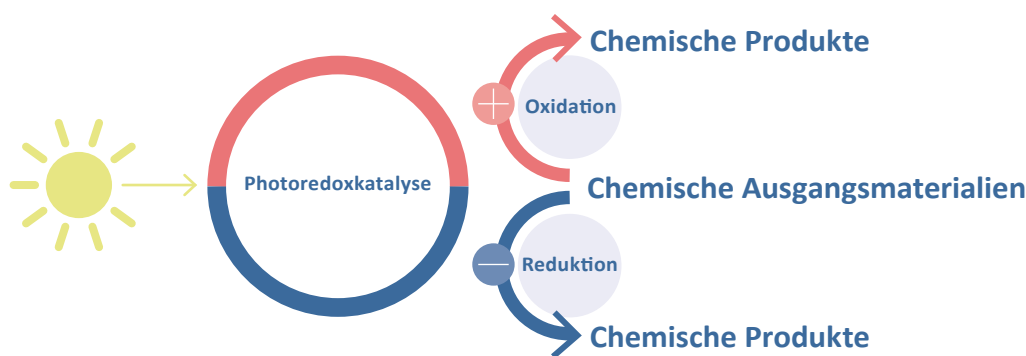 Chemische Produkte
Oxidation
Photoredoxkatalyse
Chemische Ausgangsmaterialien
Reduktion
Chemische Produkte